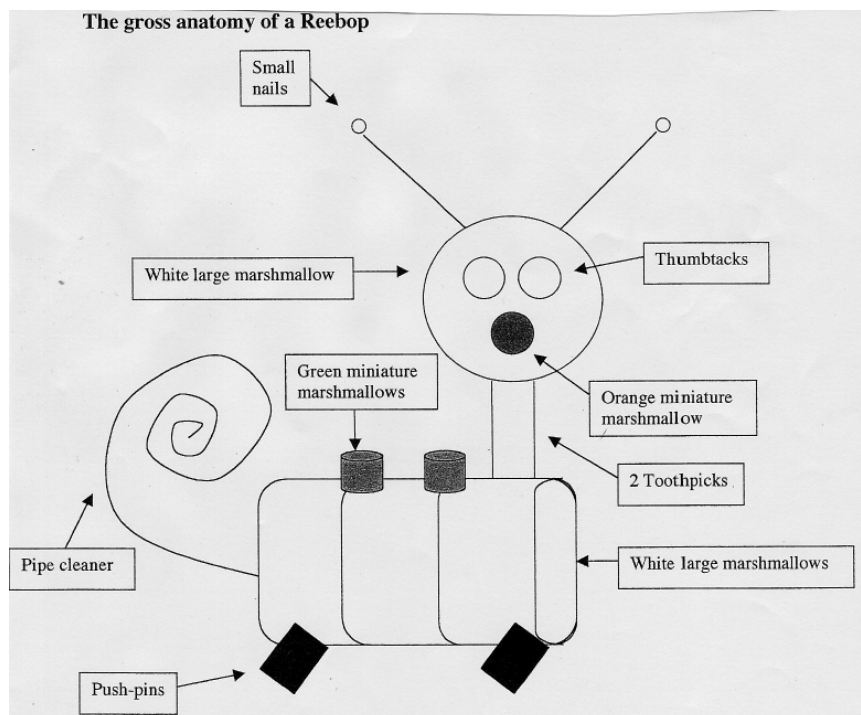 The gross anatomy of a Reebop
Small
nails
White large marshmallow
Thumbtacks
Green miniature
marshmallows
Orange miniature
marshmallow
2 Toothpicks
Pipe cleaner
White large marshmallows
Push-pins